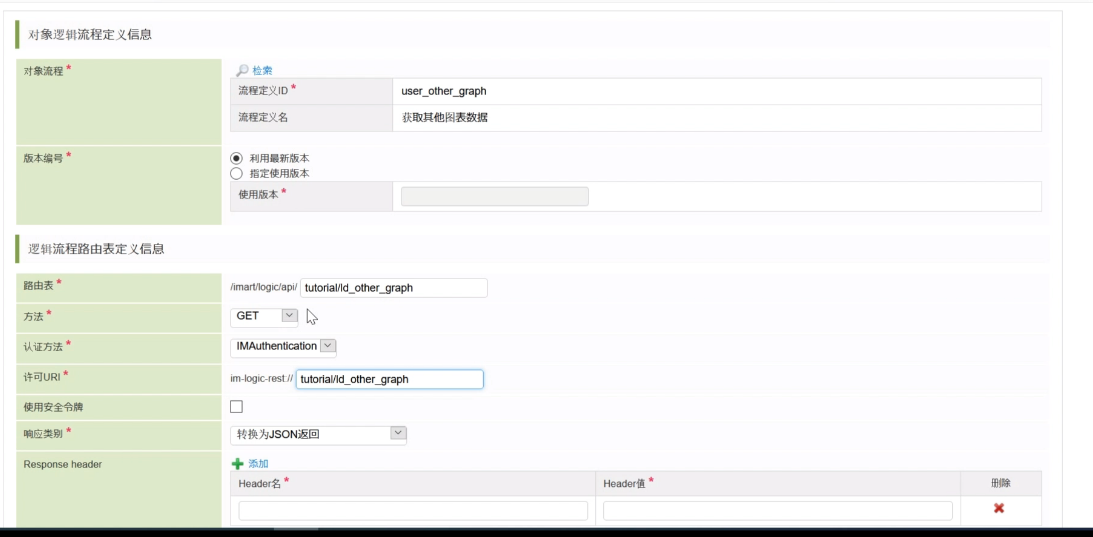 对象逻辑流程定义信息
对象流程 *
检索
流程定义ID * user_other_graph
流程定义名 获取其他图表数据
版本编号 *
利用最新版本
指定使用版本
使用版本 *
逻辑流程路由表定义信息
路由表 * /imart/logic/api/ tutorial/ld_other_graph
方法 * GET
认证方法 * IMAuthentication
许可URI * im-logic-rest:// tutorial/ld_other_graph
使用安全令牌
响应类别 * 转换为JSON返回
Response header
添加
Header名 * Header值 * 删除